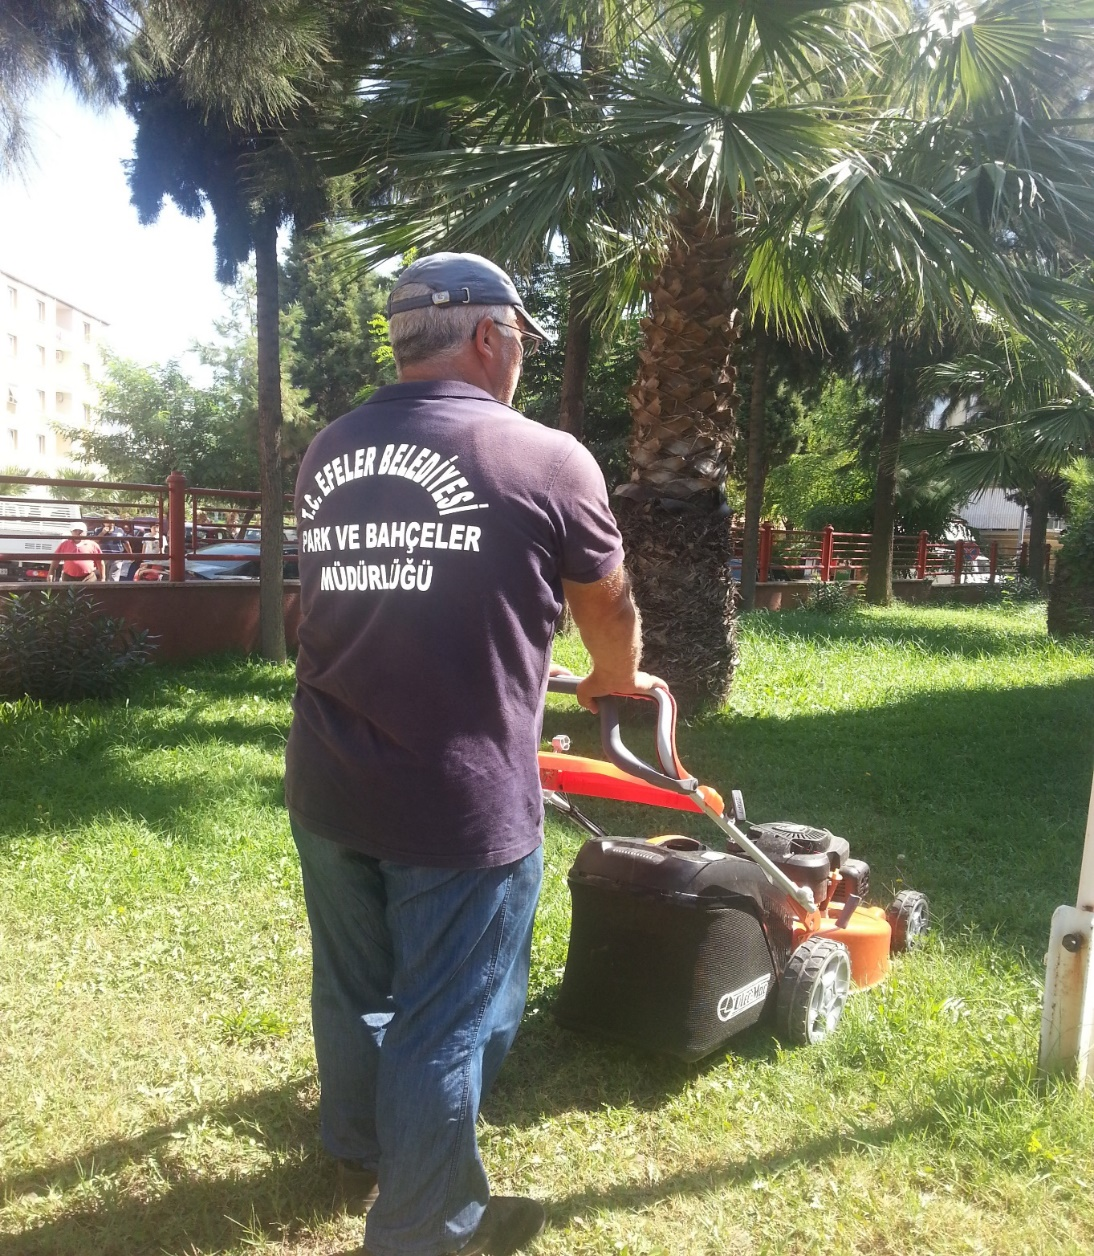 T.C. EFELER BELEDİYESİ
PARK VE BAHÇELER
MÜDÜRLÜĞÜ